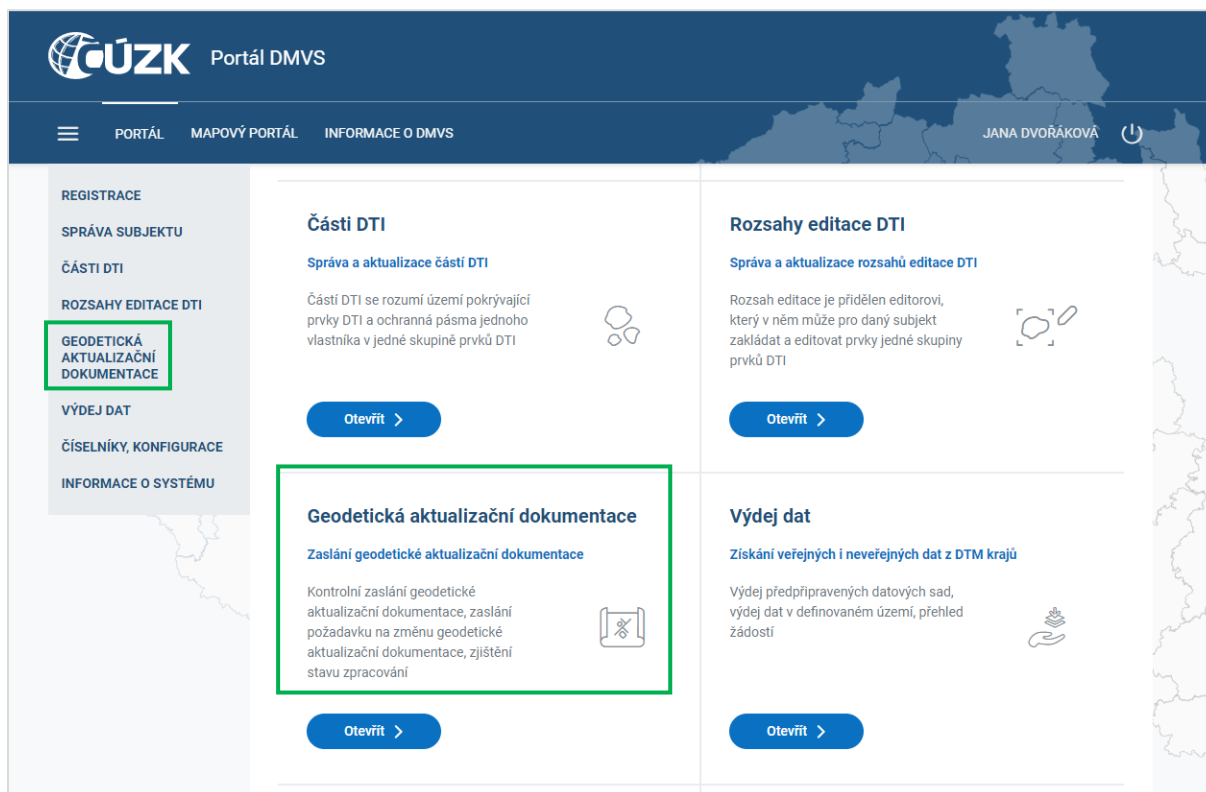 ČÚZK Portál DMVS
PORTÁL MAPOVÝ PORTÁL INFORMACE O DMVS JANA DVOŘÁKOVÁ
REGISTRACE
SPRÁVA SUBJEKTU
ČÁSTI DTI
ROZSAHY EDITACE DTI
GEODETICKÁ
AKTUALIZAČNÍ
DOKUMENTACE
VÝDEJ DAT
ČÍSELNÍKY, KONFIGURACE
INFORMACE O SYSTÉMU
Části DTI
Správa a aktualizace částí DTI
Částí DTI se rozumí území pokrývající
prvky DTI a ochranná pásma jednoho
vlastníka v jedné skupině prvků DTI
Otevřít
Rozsahy editace DTI
Správa a aktualizace rozsahů editace DTI
Rozsah editace je přidělen editorovi,
který v něm může pro daný subjekt
zakládat a editovat prvky jedné skupiny
prvků DTI
Otevřít
Geodetická aktualizační dokumentace
Zaslání geodetické aktualizační dokumentace
Kontrolní zaslání geodetické
aktualizační dokumentace, zaslání
požadavku na změnu geodetické
aktualizační dokumentace, zjištění
stavu zpracování
Otevřít
Výdej dat
Získání veřejných i neveřejných dat z DTM krajů
Výdej předpřipravených datových sad,
výdej dat v definovaném území, přehled
žádostí
Otevřít